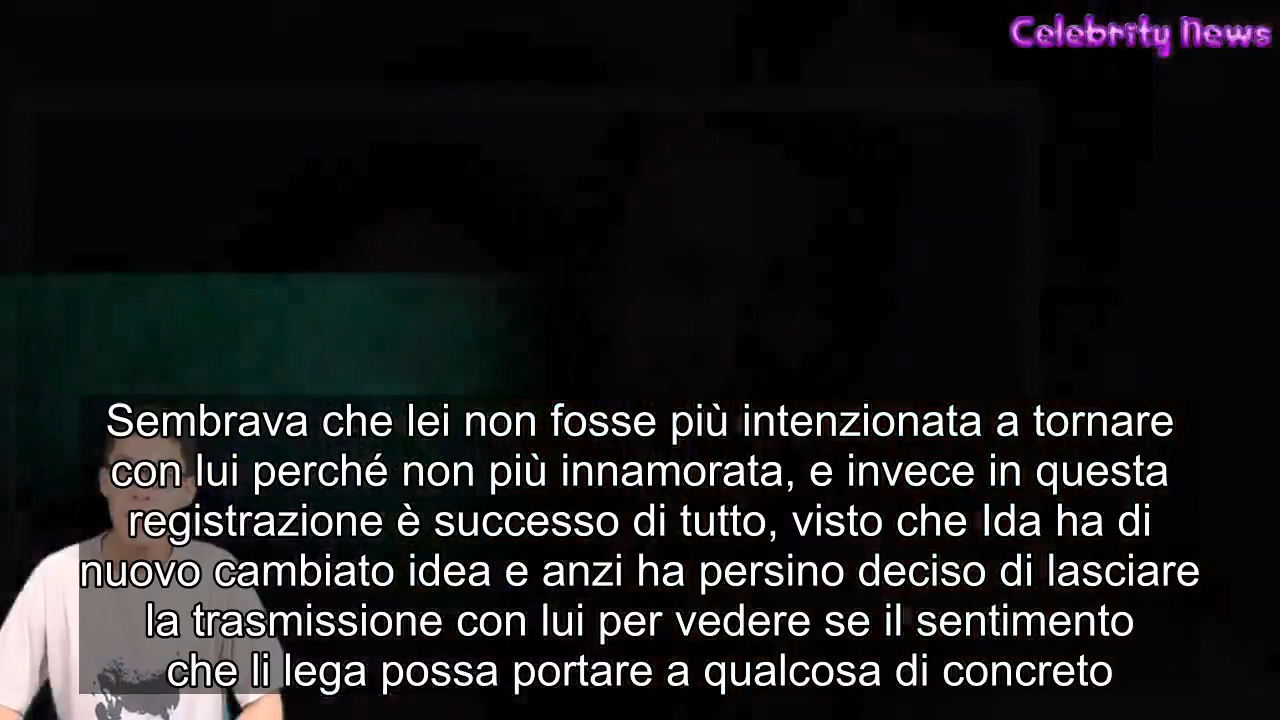 Celebrity News
Sembrava che lei non fosse più intenzionata a tornare
con lui perché non più innamorata, e invece in questa
registrazione è successo di tutto, visto che Ida ha di
nuovo cambiato idea e anzi ha persino deciso di lasciare
la trasmissione con lui per vedere se il sentimento
che li lega possa portare a qualcosa di concreto